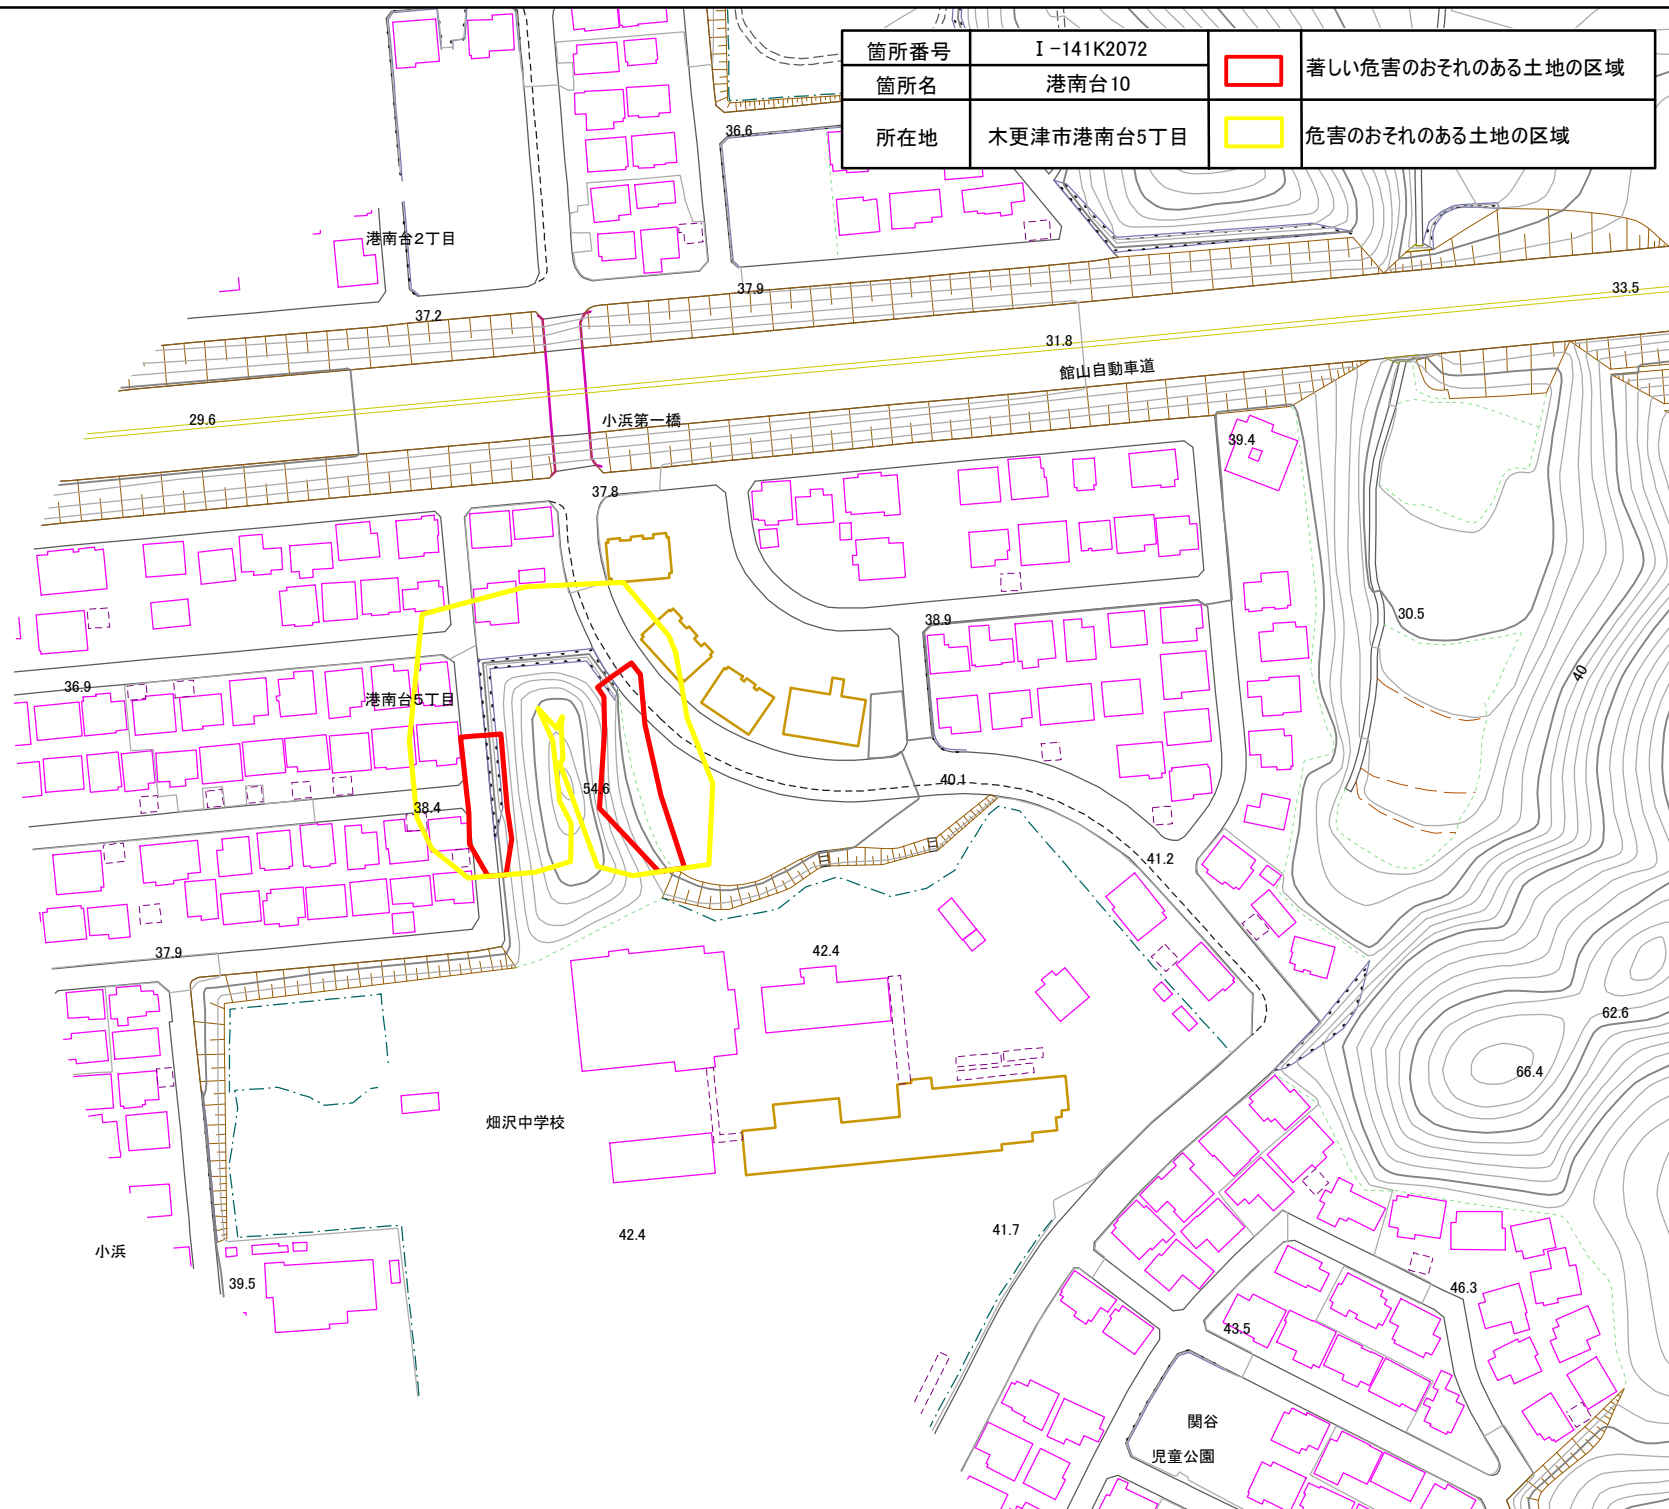 箇所番号 Ⅰ-141K2072
箇所名 港南台10
所在地 木更津市港南台5丁目
著しい危害のおそれのある土地の区域
危害のおそれのある土地の区域
36.6
港南台2丁目
37.9
33.5
37.2
31.8
館山自動車道
29.6
小浜第一橋
39.4
37.8
30.5
38.9
40
36.9
港南台5丁目
40.1
54.6
38.4
41.2
42.4
37.9
62.6
66.4
畑沢中学校
41.7
42.4
小浜
39.5
46.3
43.5
関谷
児童公園